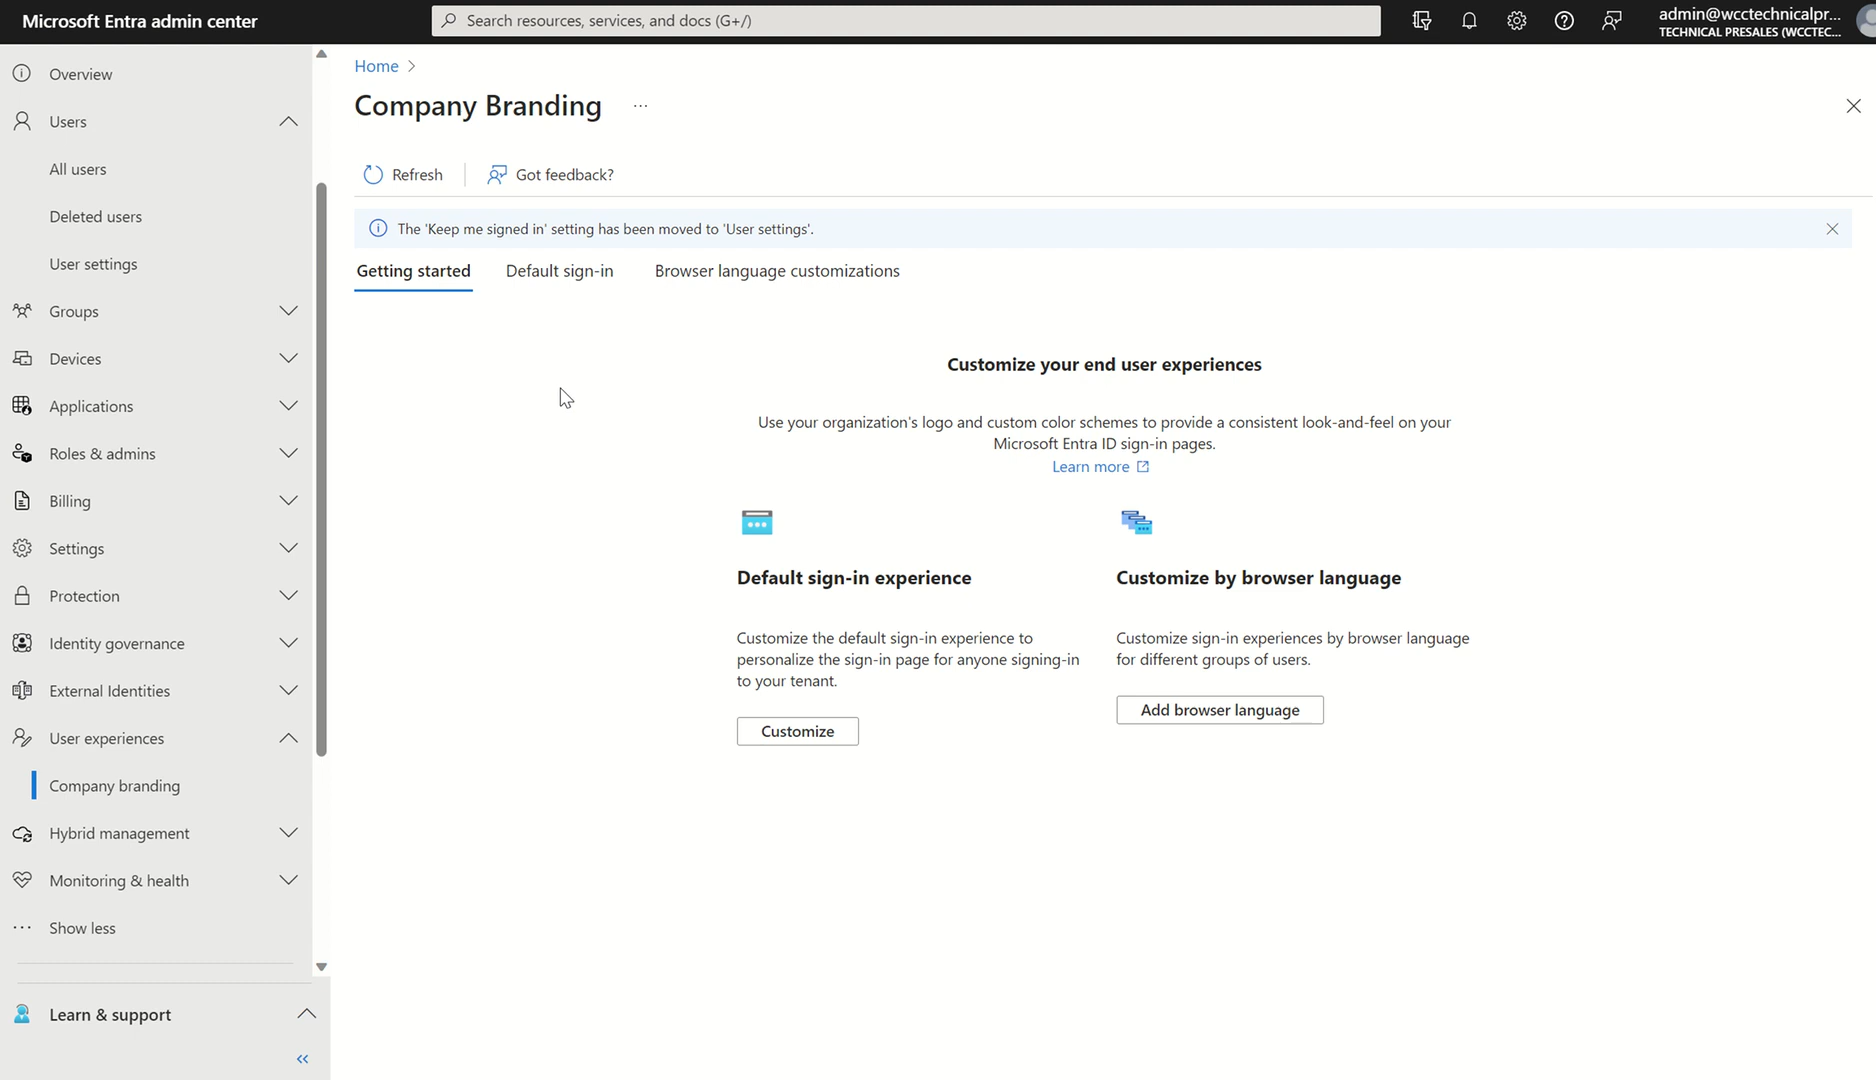 Microsoft Entra admin center
Search resources, services, and docs (G+/)
admin@wcctechnicalpr...
TECHNICAL PRESALES (WCCTEC...
Overview
Users
All users
Deleted users
User settings
Groups
Devices
Applications
Roles & admins
Billing
Settings
Protection
Identity governance
External Identities
User experiences
Company branding
Hybrid management
Monitoring & health
Show less
Learn & support
Home
Company Branding
Refresh
Got feedback?
The 'Keep me signed in' setting has been moved to 'User settings'.
Getting started
Default sign-in
Browser language customizations
Customize your end user experiences
Use your organization's logo and custom color schemes to provide a consistent look-and-feel on your
Microsoft Entra ID sign-in pages.
Learn more
Default sign-in experience
Customize the default sign-in experience to
personalize the sign-in page for anyone signing-in
to your tenant.
Customize
Customize by browser language
Customize sign-in experiences by browser language
for different groups of users.
Add browser language